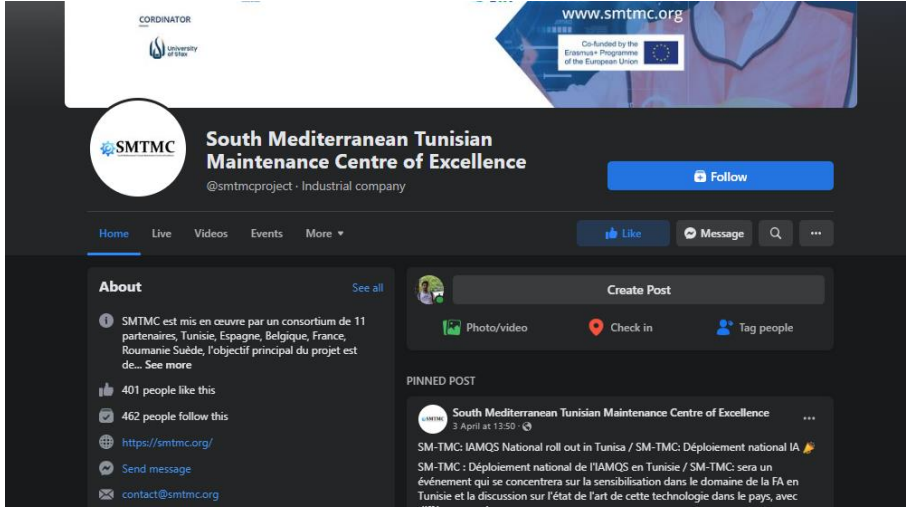 CORDINATOR
University
of Sfax
www.smtmc.org
Co-funded by the
Erasmus+ Programme
of the European Union
SMTMC
South Mediterranean Tunisian
Maintenance Centre of Excellence
@smtmcproject · Industrial company
Follow
Home
Live
Videos
Events
More
Like
Message
About
See all
SMTMC est mis en œuvre par un consortium de 11
partenaires, Tunisie, Espagne, Belgique, France,
Roumanie Suède, l'objectif principal du projet est
de... See more
401 people like this
462 people follow this
https://smtmc.org/
Send message
contact@smtmc.org
Create Post
Photo/video
Check in
Tag people
PINNED POST
SMTMC
South Mediterranean Tunisian Maintenance Centre of Excellence
3 April at 13:50 ·
SM-TMC: IAMQS National roll out in Tunisa / SM-TMC: Déploiement national IA
SM-TMC : Déploiement national de l'IAMQS en Tunisie / SM-TMC: sera un
événement qui se concentrera sur la sensibilisation dans le domaine de la FA en
Tunisie et la discussion sur l'état de l'art de cette technologie dans le pays, avec